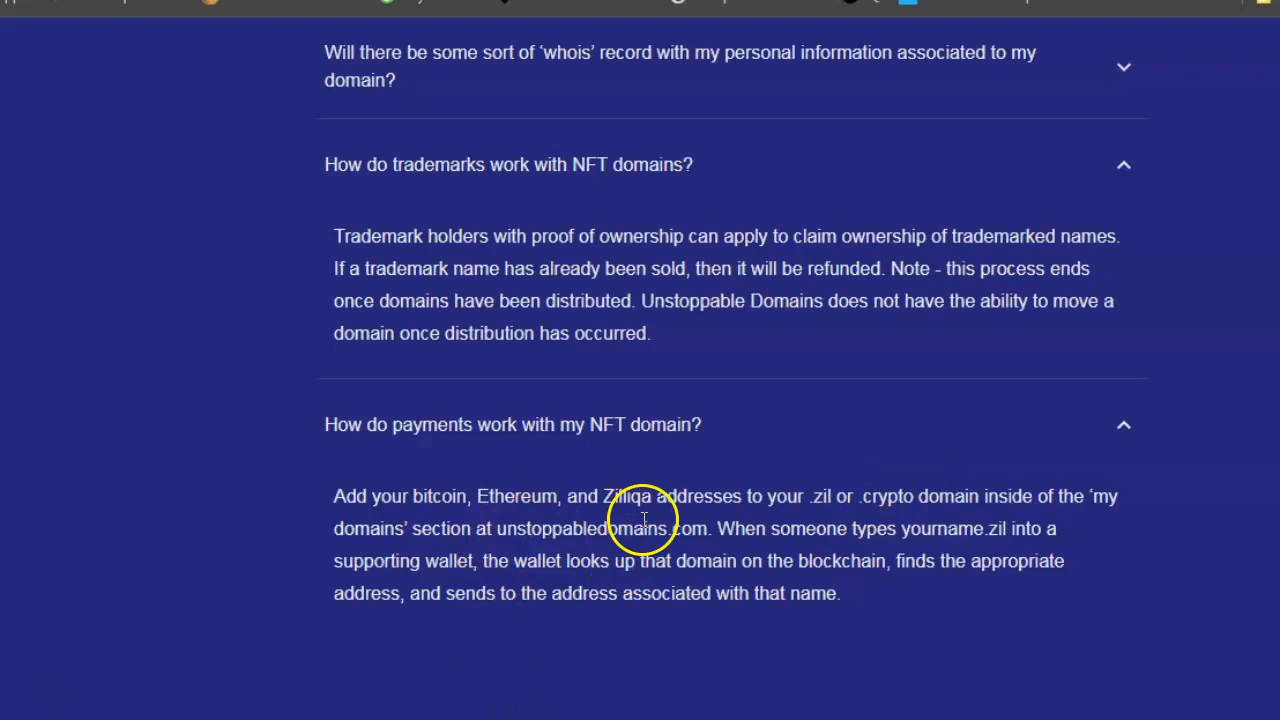 Will there be some sort of ‘whois’ record with my personal information associated to my
domain?
How do trademarks work with NFT domains?
Trademark holders with proof of ownership can apply to claim ownership of trademarked names.
If a trademark name has already been sold, then it will be refunded. Note - this process ends
once domains have been distributed. Unstoppable Domains does not have the ability to move a
domain once distribution has occurred.
How do payments work with my NFT domain?
Add your bitcoin, Ethereum, and Zilliqa addresses to your .zil or .crypto domain inside of the ‘my
domains’ section at unstoppabledomains.com. When someone types yourname.zil into a
supporting wallet, the wallet looks up that domain on the blockchain, finds the appropriate
address, and sends to the address associated with that name.